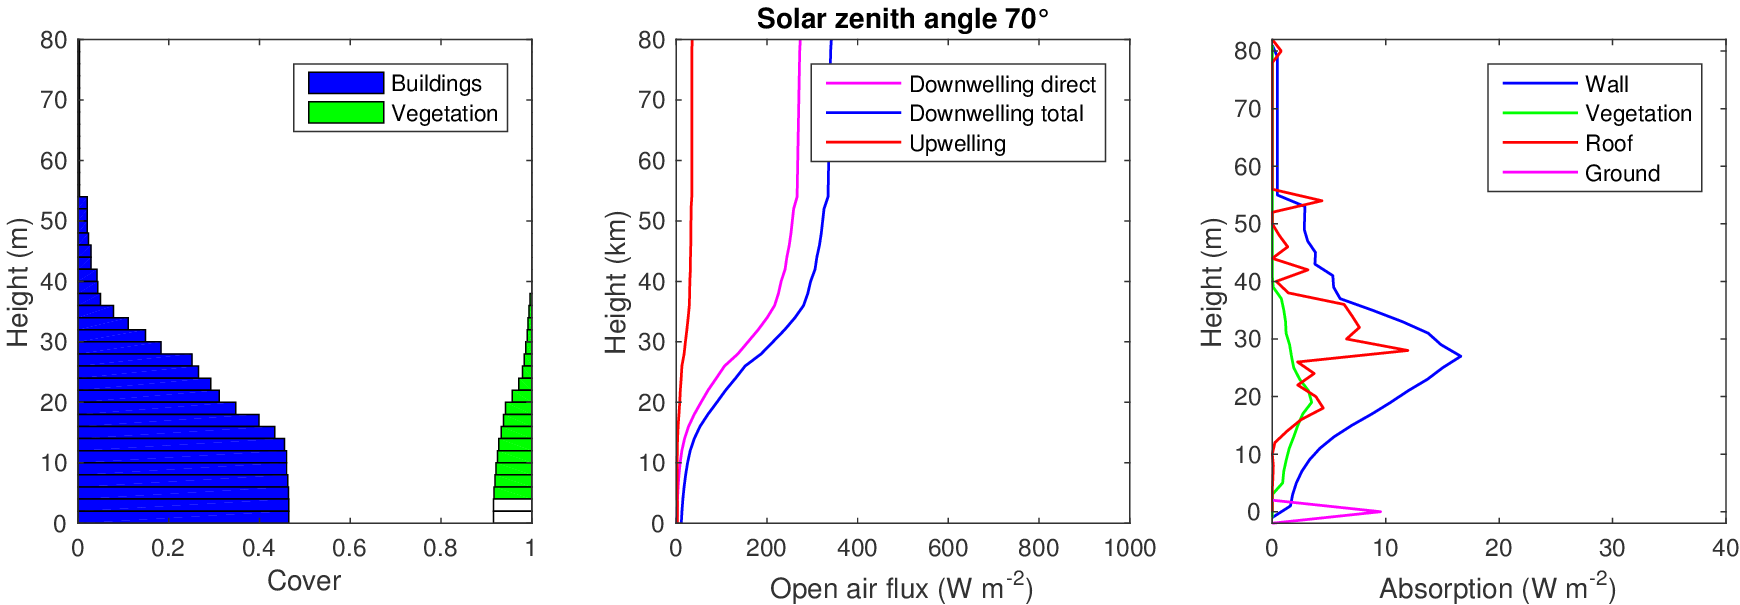 Solar zenith angle 70°
80
70
60
50
40
30
20
10
0
Height (m)
0
0.2
0.4
0.6
0.8
1
Cover
Buildings
Vegetation
80
70
60
50
40
30
20
10
0
Height (km)
0
200
400
600
800
1000
Open air flux (W m-2)
Downwelling direct
Downwelling total
Upwelling
80
70
60
50
40
30
20
10
0
Height (m)
0
10
20
30
40
Absorption (W m-2)
Wall
Vegetation
Roof
Ground